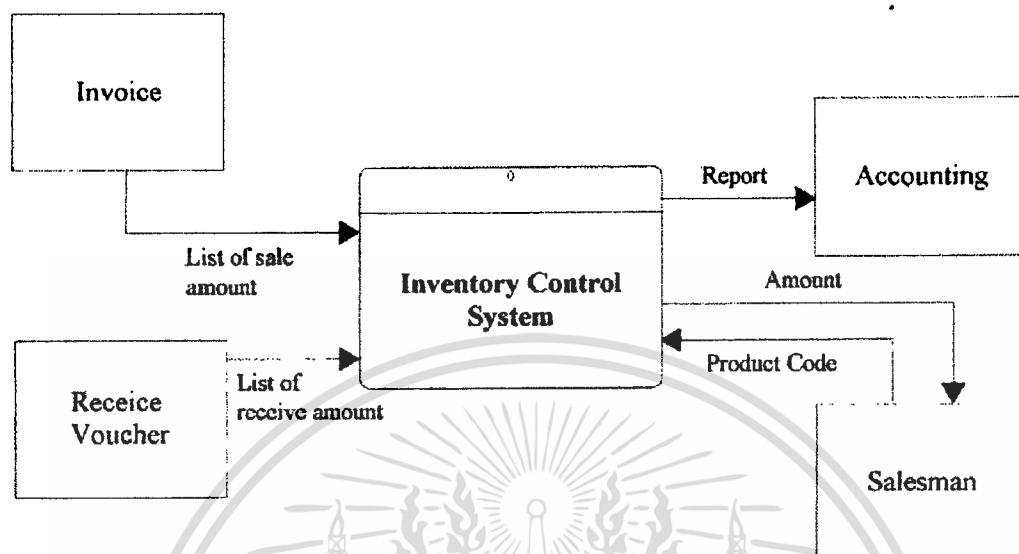 Invoice
List of sale
amount
Receice
Voucher
List of
receive amount
0
Inventory Control
System
Report
Accounting
Amount
Product Code
Salesman